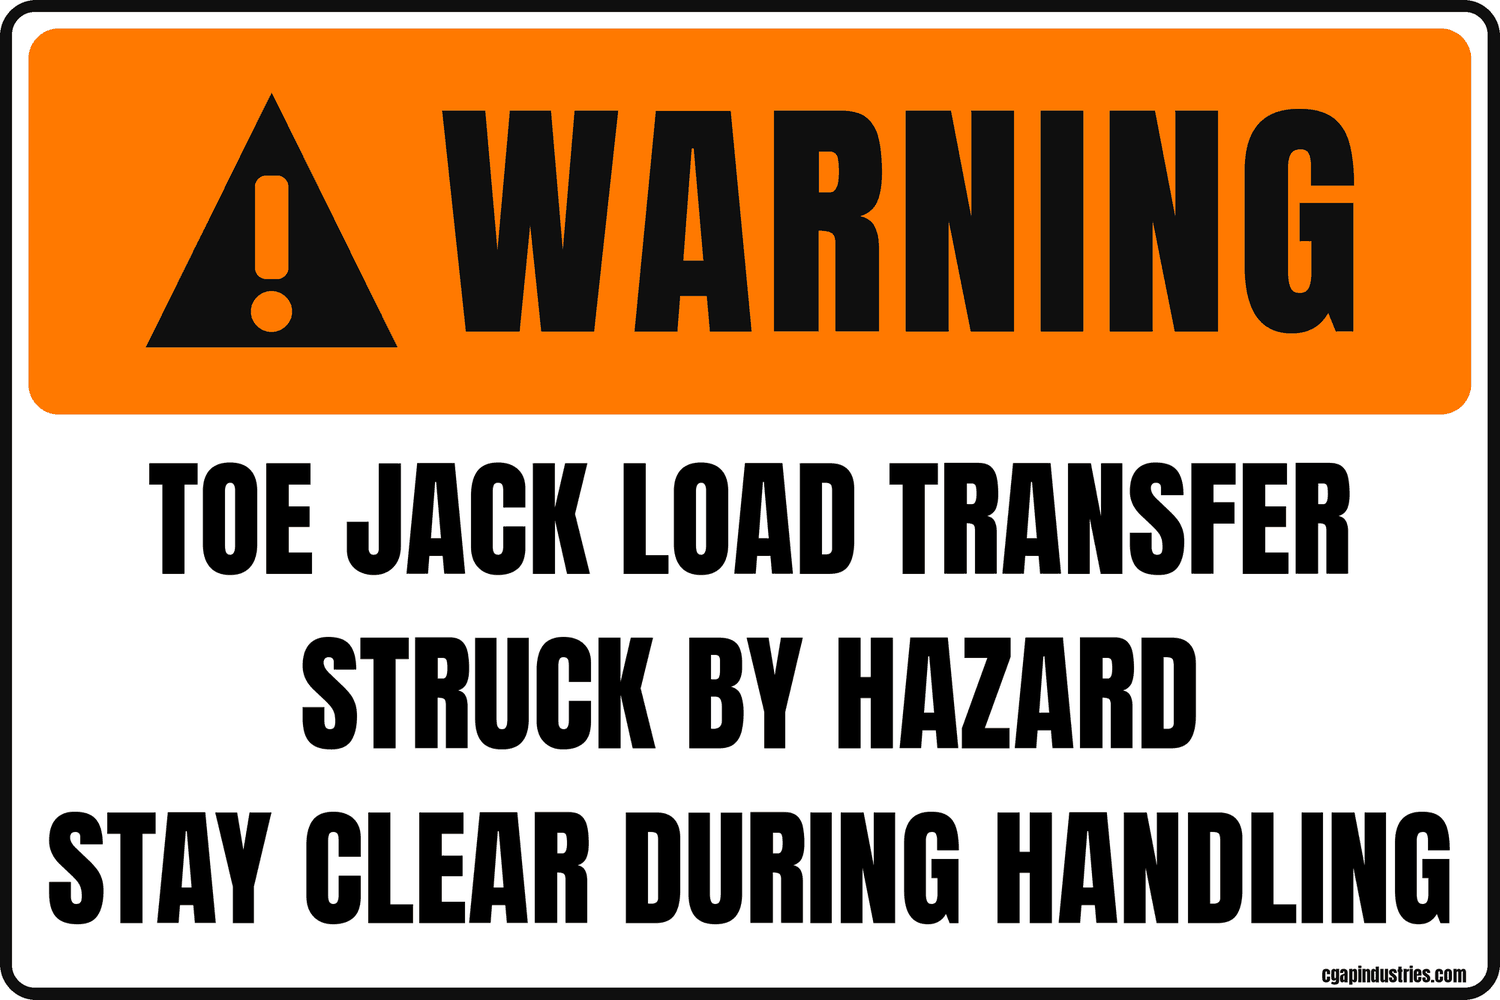 WARNING
TOE JACK LOAD TRANSFER
STRUCK BY HAZARD
STAY CLEAR DURING HANDLING
cgapindustries.com